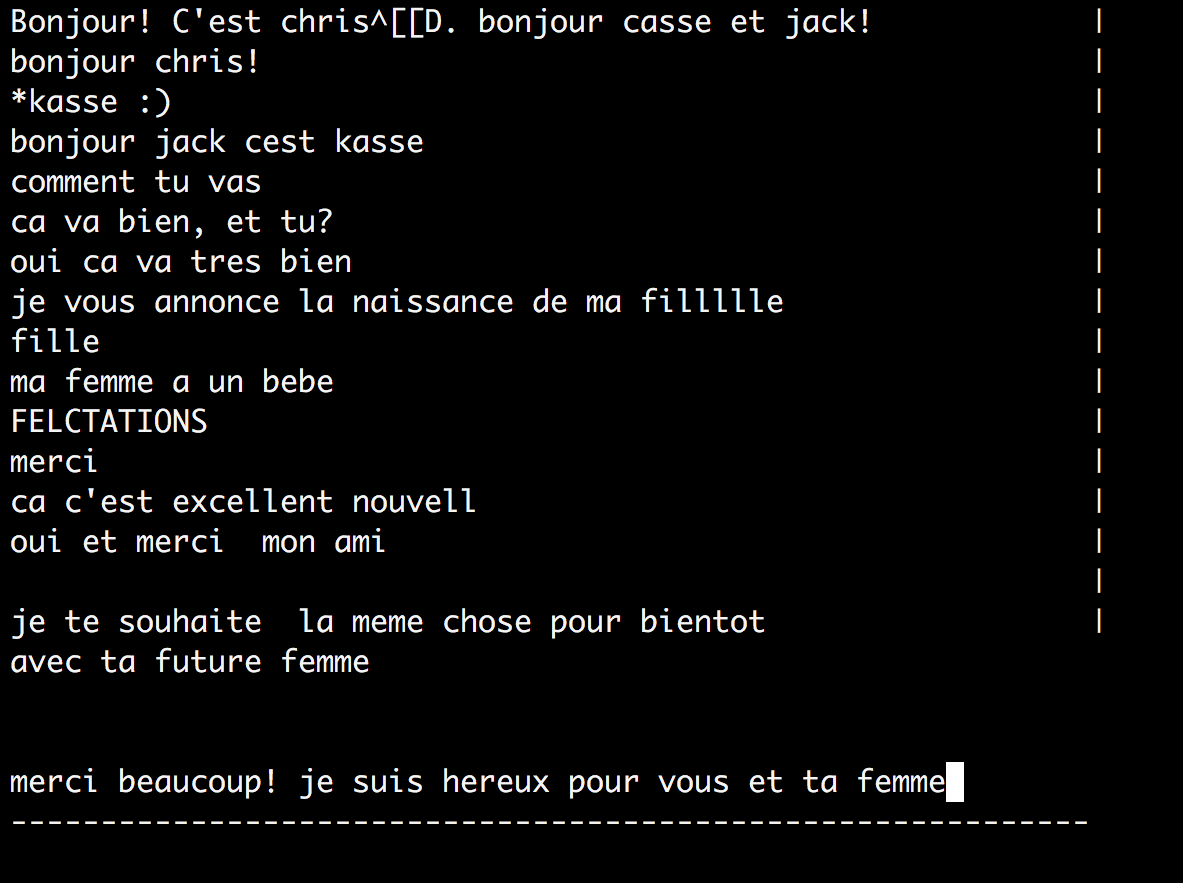 Bonjour! C'est chris^[[D. bonjour casse et jack! |
bonjour chris! |
*kasse :) |
bonjour jack cest kasse |
comment tu vas |
ca va bien, et tu? |
oui ca va tres bien |
je vous annonce la naissance de ma fillllle |
fille |
ma femme a un bebe |
FELCTATIONS |
merci |
ca c'est excellent nouvell |
oui et merci  mon ami |
|
je te souhaite  la meme chose pour bientot |
avec ta future femme
merci beaucoup! je suis hereux pour vous et ta femme
------------------------------------------------------------